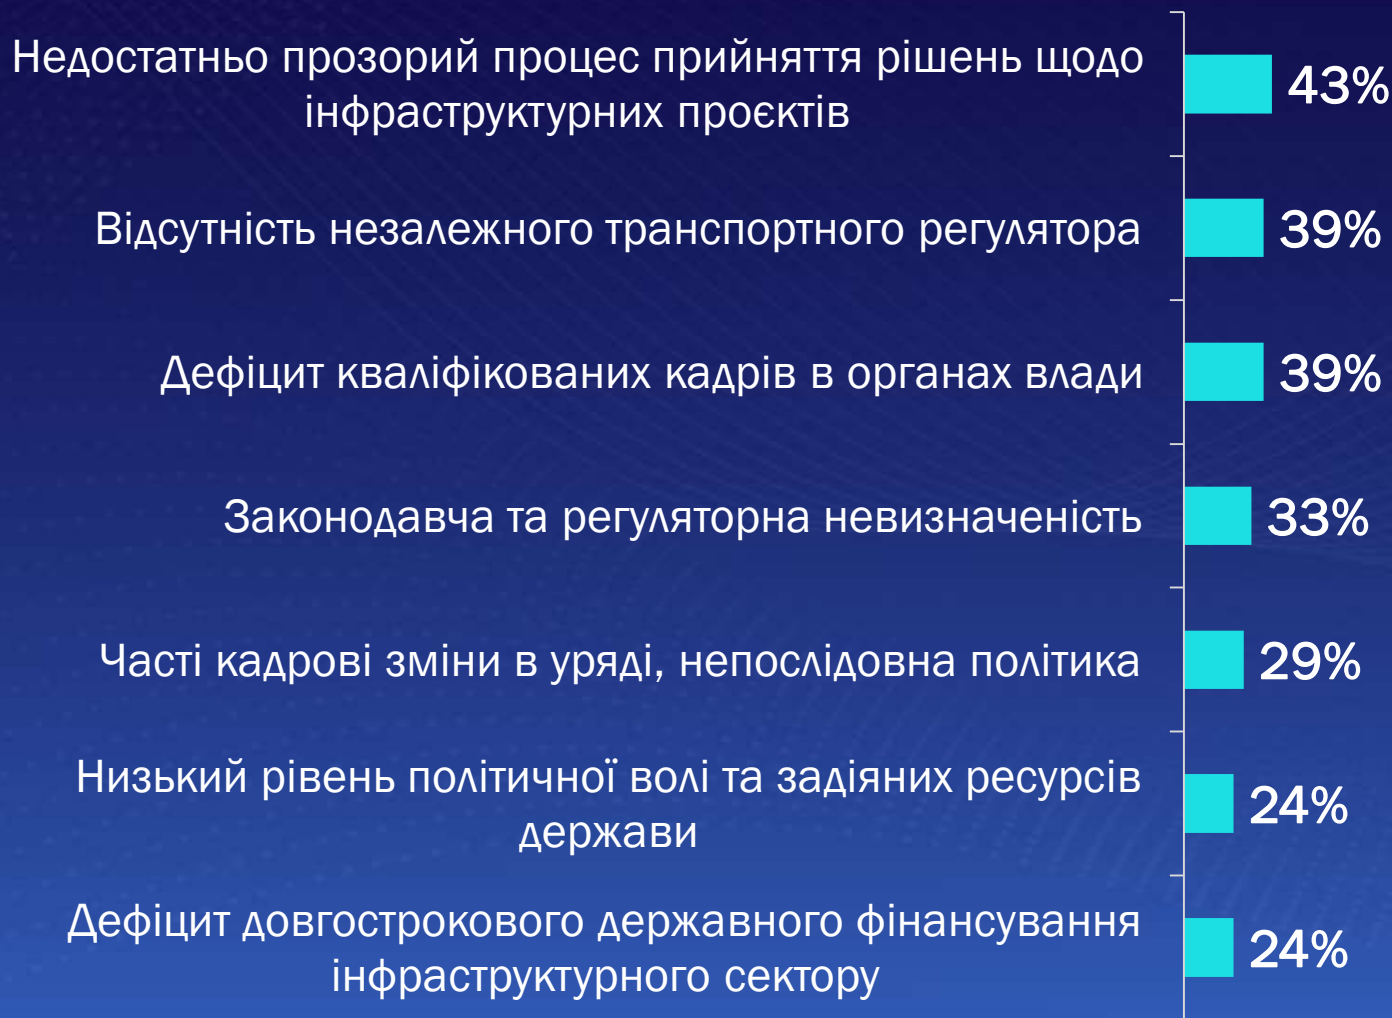 Недостатньо прозорий процес прийняття рішень щодо
інфраструктурних проєктів
43%
Відсутність незалежного транспортного регулятора
39%
Дефіцит кваліфікованих кадрів в органах влади
39%
Законодавча та регуляторна невизначеність
33%
Часті кадрові зміни в уряді, непослідовна політика
29%
Низький рівень політичної волі та задіяних ресурсів
держави
24%
Дефіцит довгострокового державного фінансування
інфраструктурного сектору
24%